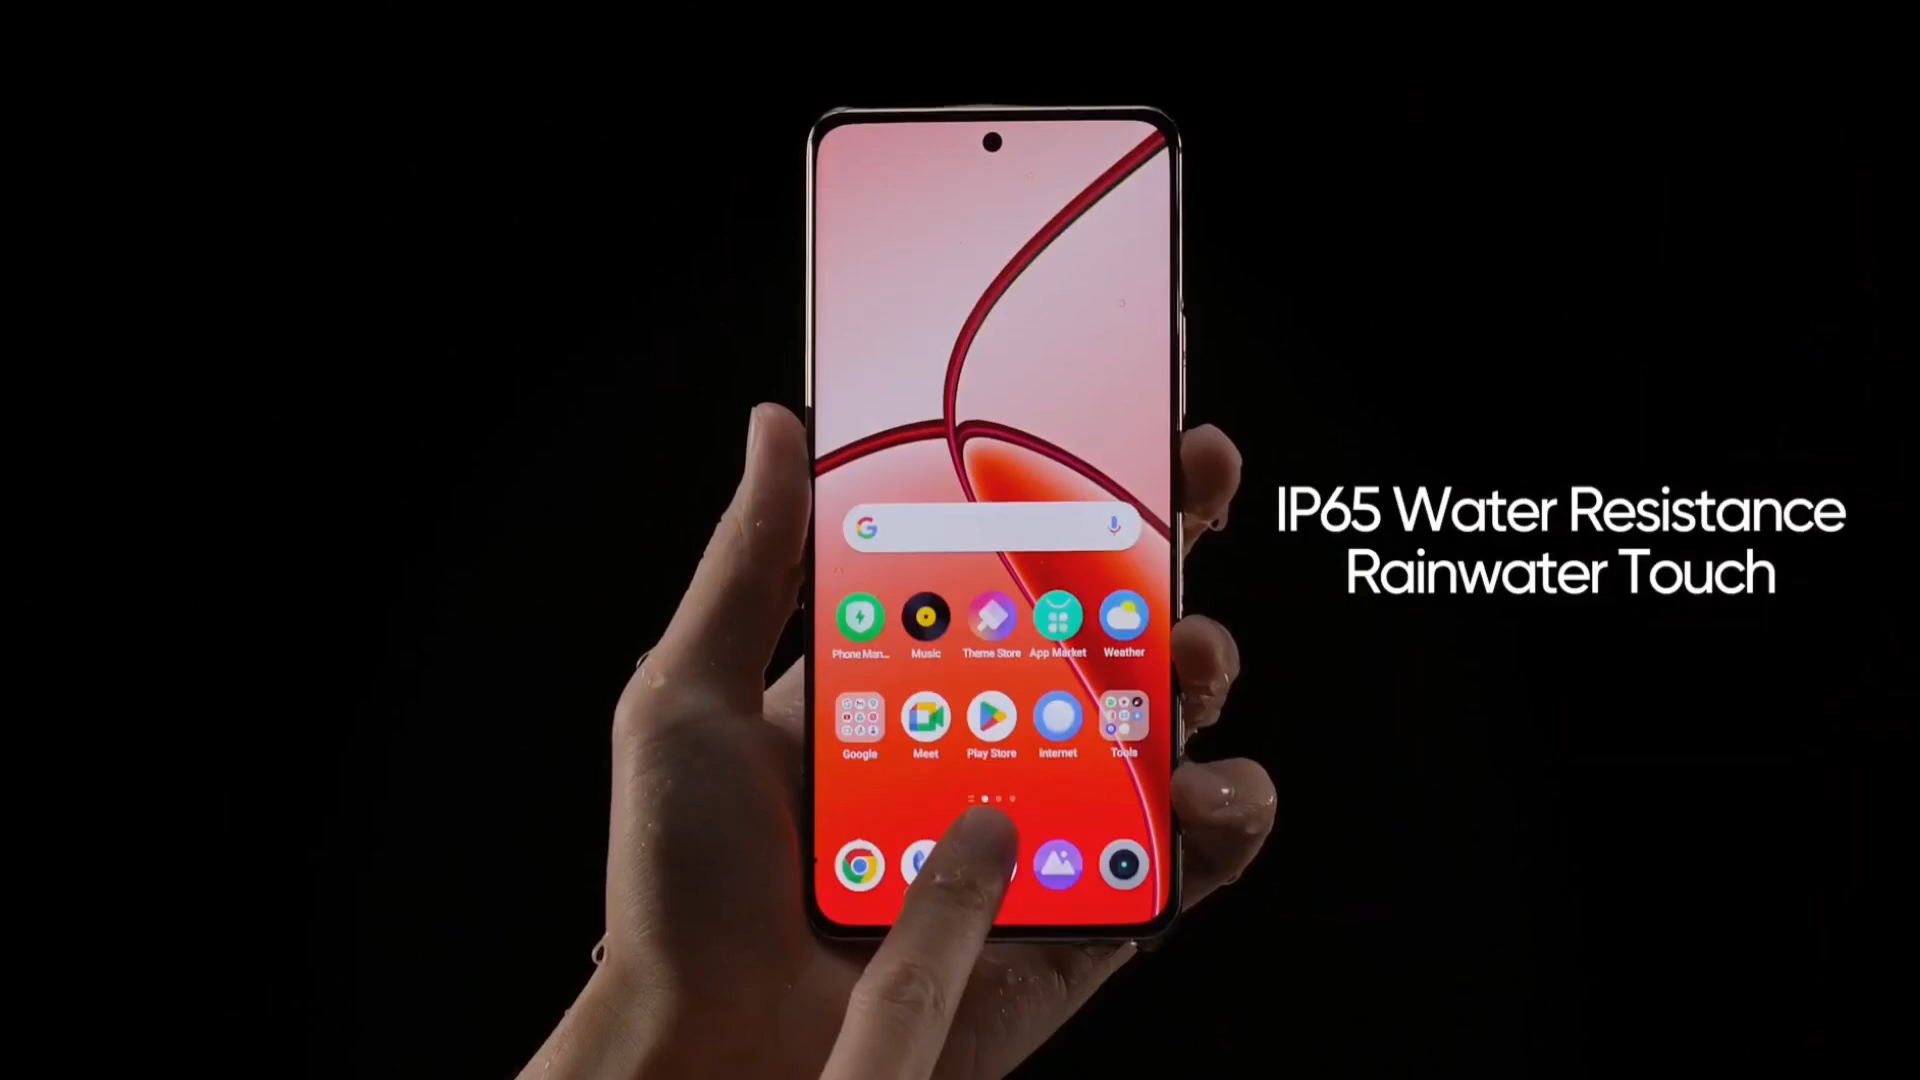 IP65 Water Resistance
Rainwater Touch
Phone Man...
Music
Theme Store
App Market
Weather
Google
Meet
Play Store
Internet
Tools